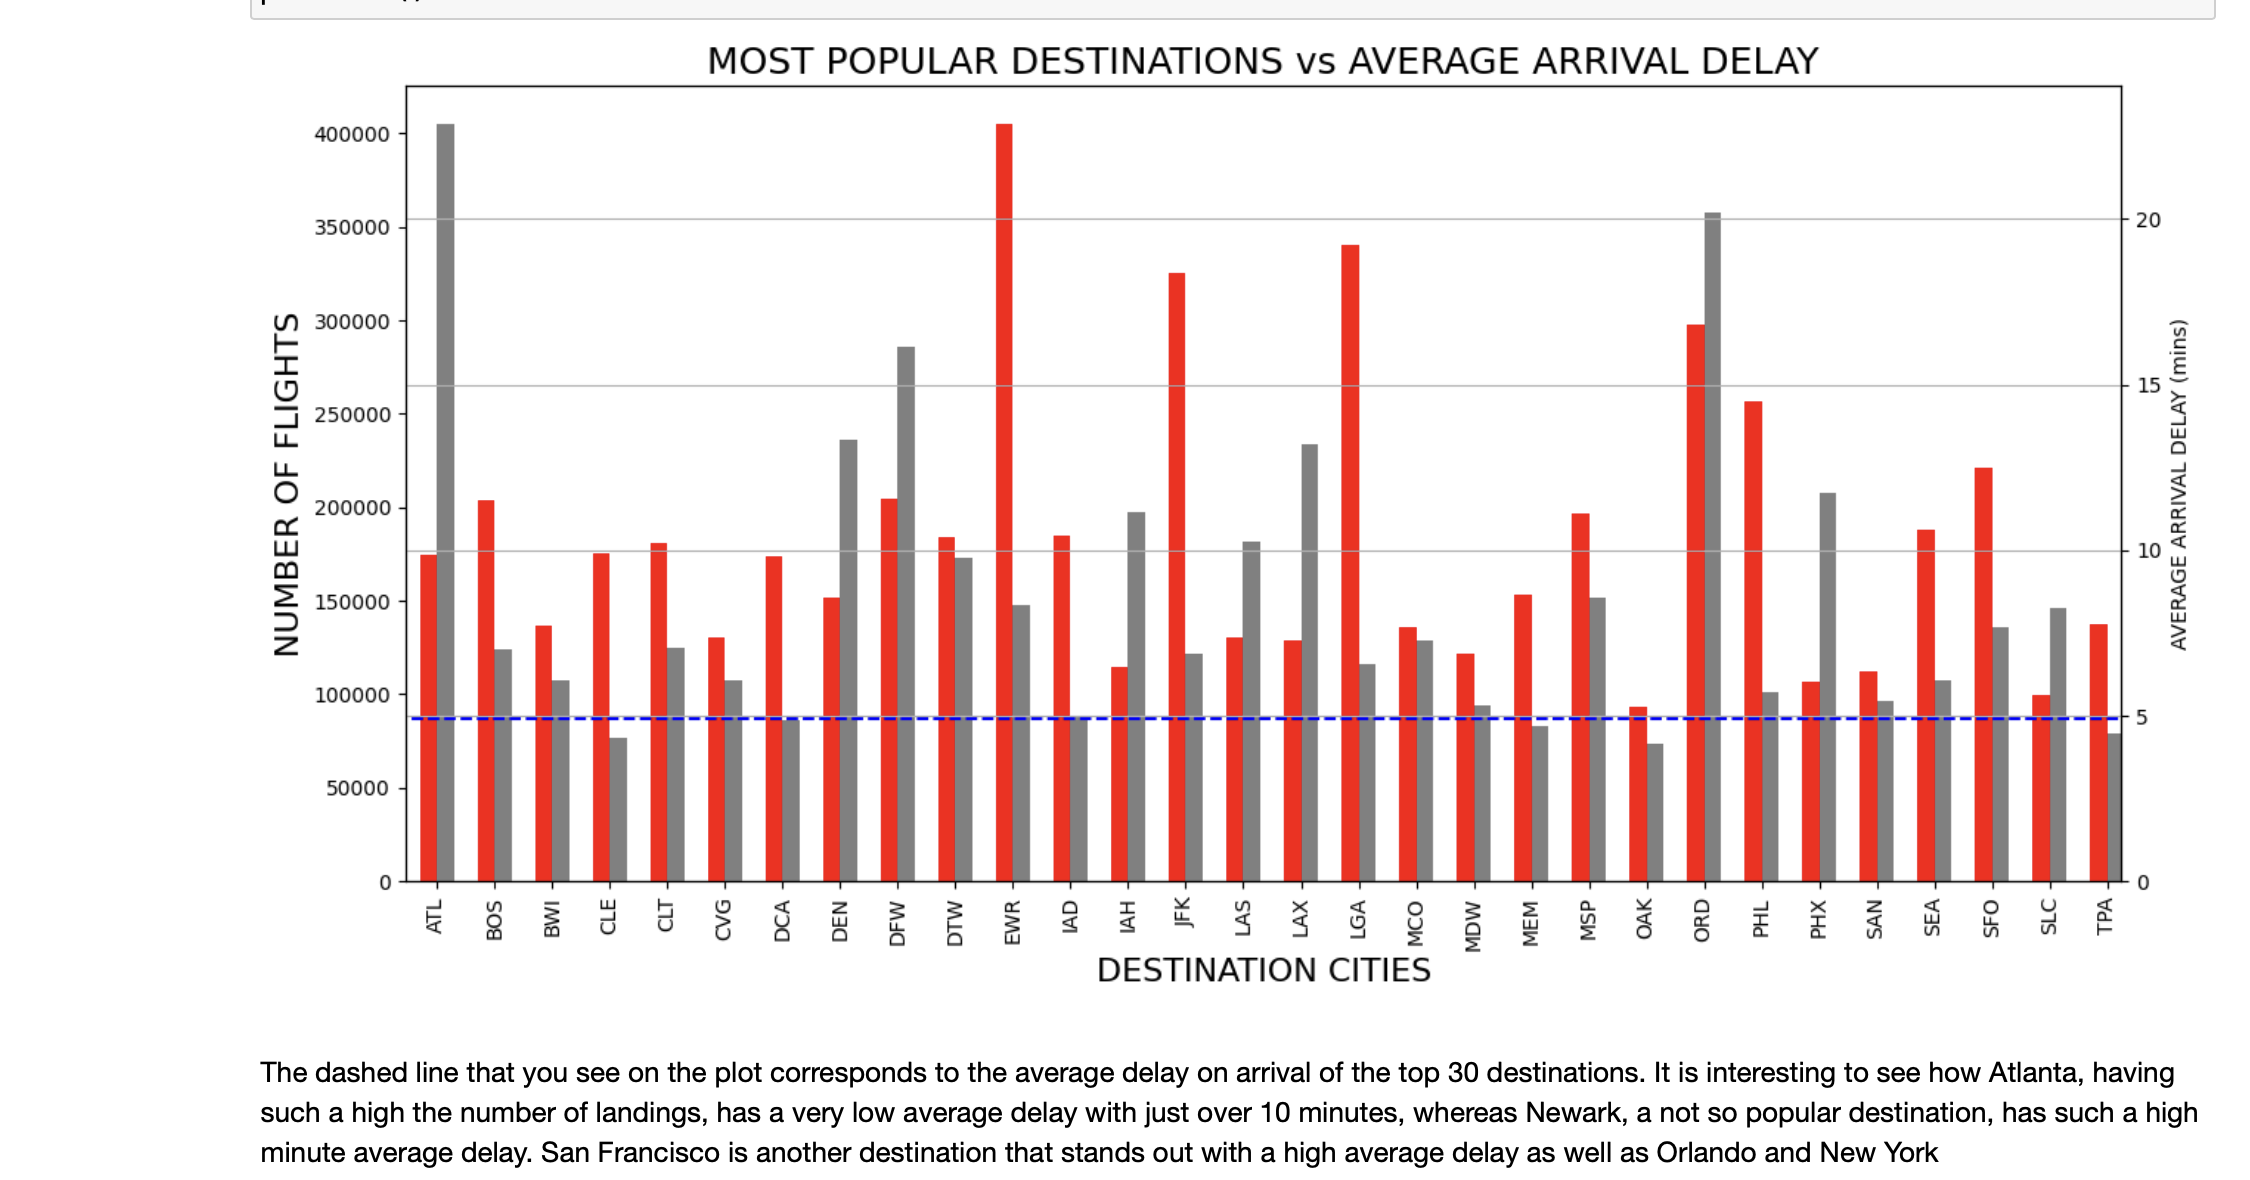 MOST POPULAR DESTINATIONS vs AVERAGE ARRIVAL DELAY
NUMBER OF FLIGHTS
400000
350000
300000
250000
200000
150000
100000
50000
0
20
15
10
5
0
AVERAGE ARRIVAL DELAY (mins)
ATL BOS BWI CLE CLT CVG DCA DEN DFW DTW EWR IAD IAH JFK LAS LAX LGA MCO MDW MEM MSP OAK ORD PHL PHX SAN SEA SFO SLC TPA
DESTINATION CITIES
The dashed line that you see on the plot corresponds to the average delay on arrival of the top 30 destinations. It is interesting to see how Atlanta, having
such a high the number of landings, has a very low average delay with just over 10 minutes, whereas Newark, a not so popular destination, has such a high
minute average delay. San Francisco is another destination that stands out with a high average delay as well as Orlando and New York